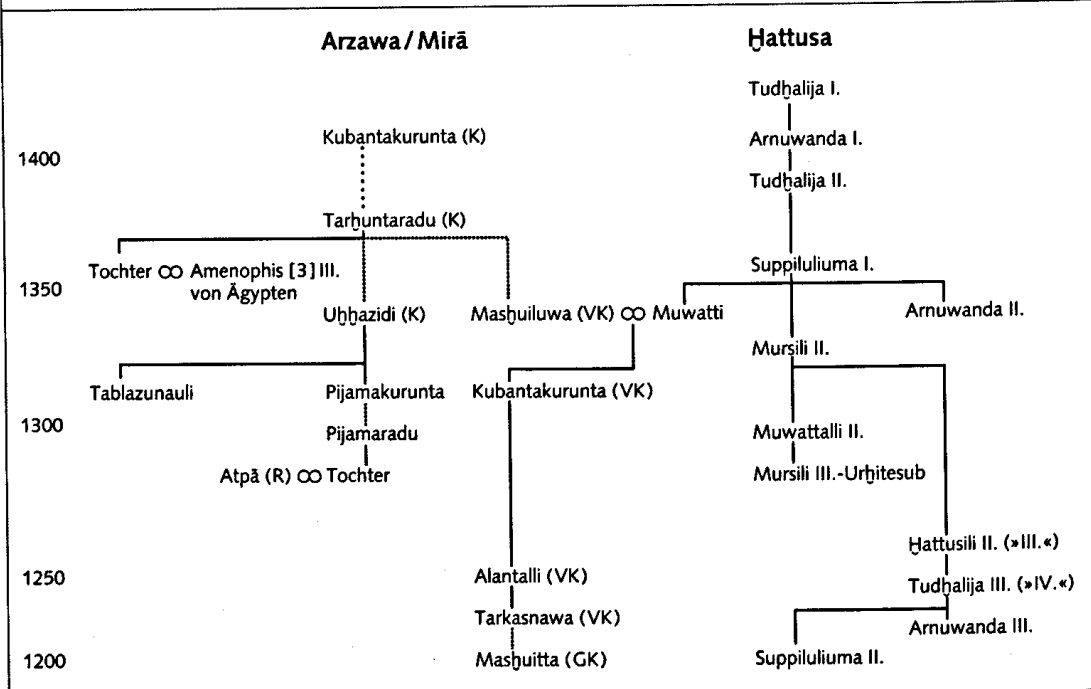 Arzawa/Mirā
Ḫattusa
Tudḫalija I.
Kubantakurunta (K)
Arnuwanda I.
1400
Tudḫalija II.
Tarḫuntaradu (K)
Tochter ∞ Amenophis [3] III.
von Ägypten
Suppiluliuma I.
1350
Uḫḫazidi (K)
Mašḫuiluwa (VK) ∞ Muwatti
Arnuwanda II.
Mursili II.
Tablazunauli
Pijamakurunta
Kubantakurunta (VK)
1300
Pijamaradu
Muwattalli II.
Atpā (R) ∞ Tochter
Mursili III.-Urḫitesub
Ḫattusili II. (»III.«)
1250
Alantalli (VK)
Tudḫalija III. (»IV.«)
Tarkasnawa (VK)
Arnuwanda III.
1200
Mašḫuitta (GK)
Suppiluliuma II.